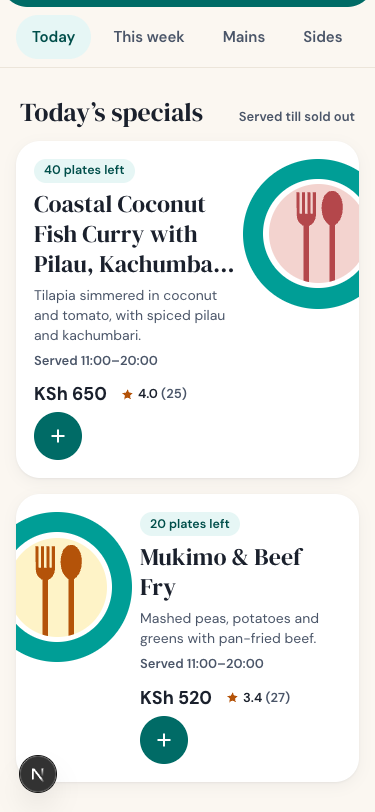 Today This week Mains Sides
Today’s specials Served till sold out
40 plates left
Coastal Coconut
Fish Curry with
Pilau, Kachumba...
Tilapia simmered in coconut
and tomato, with spiced pilau
and kachumbari.
Served 11:00–20:00
KSh 650 ★ 4.0 (25)
+
20 plates left
Mukimo & Beef
Fry
Mashed peas, potatoes and
greens with pan-fried beef.
Served 11:00–20:00
KSh 520 ★ 3.4 (27)
+
N